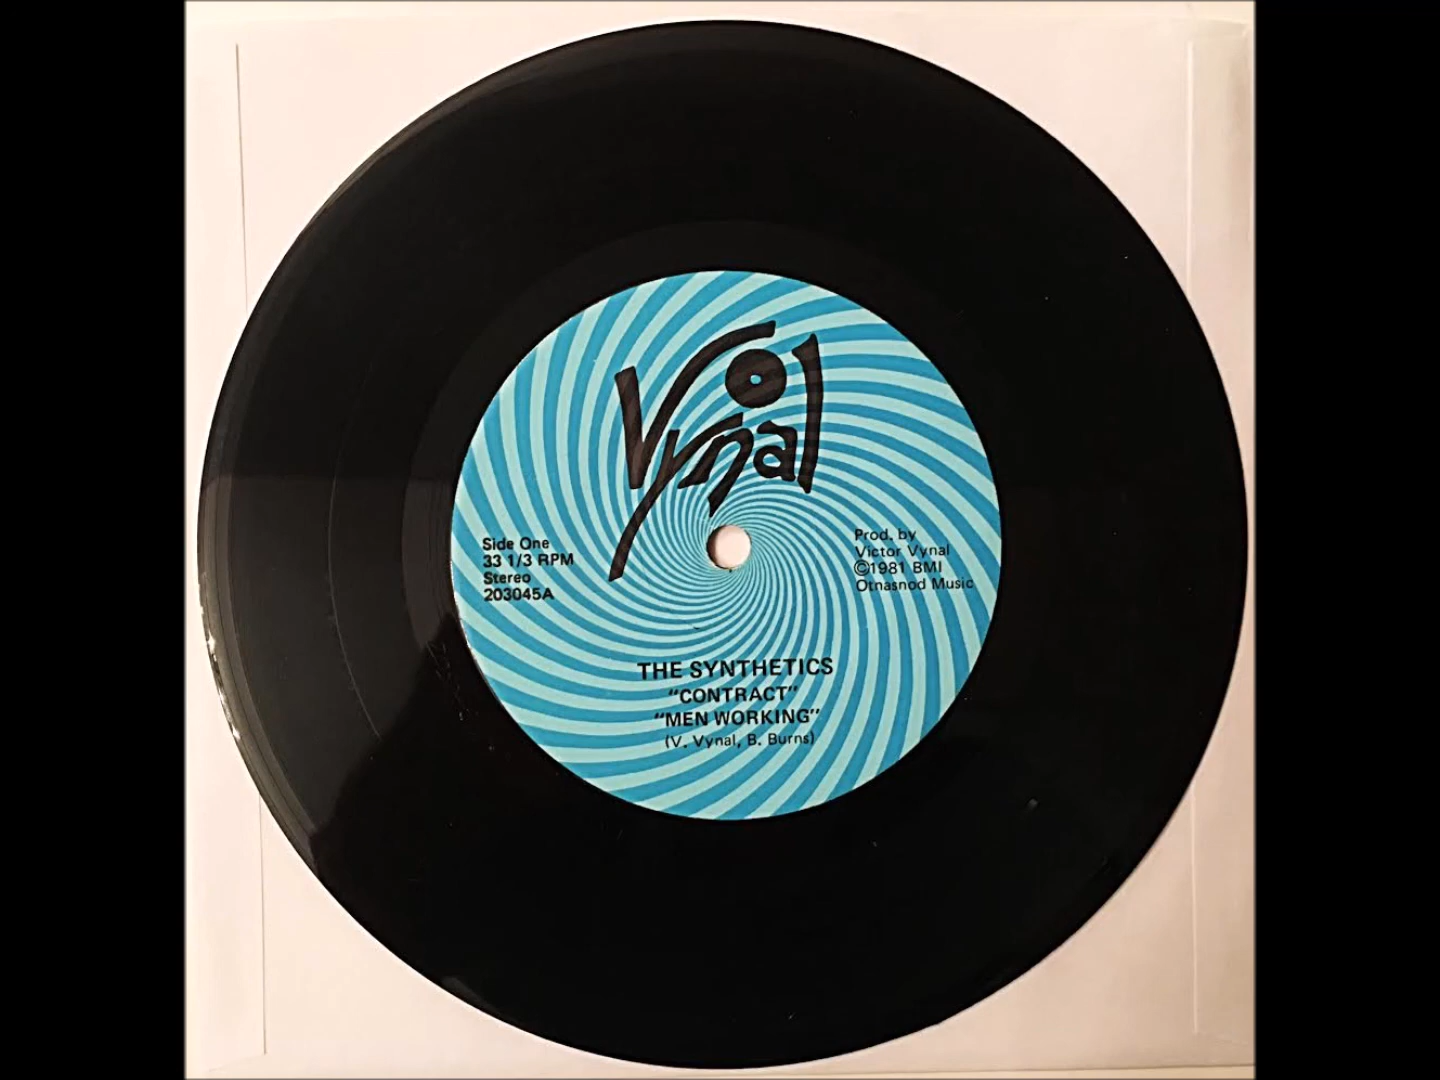 Vynal
Side One
33 1/3 RPM
Stereo
203045A
Prod. by
Victor Vynal
©1981 BMI
Otnasnod Music
THE SYNTHETICS
"CONTRACT"
"MEN WORKING"
(V. Vynal, B. Burns)